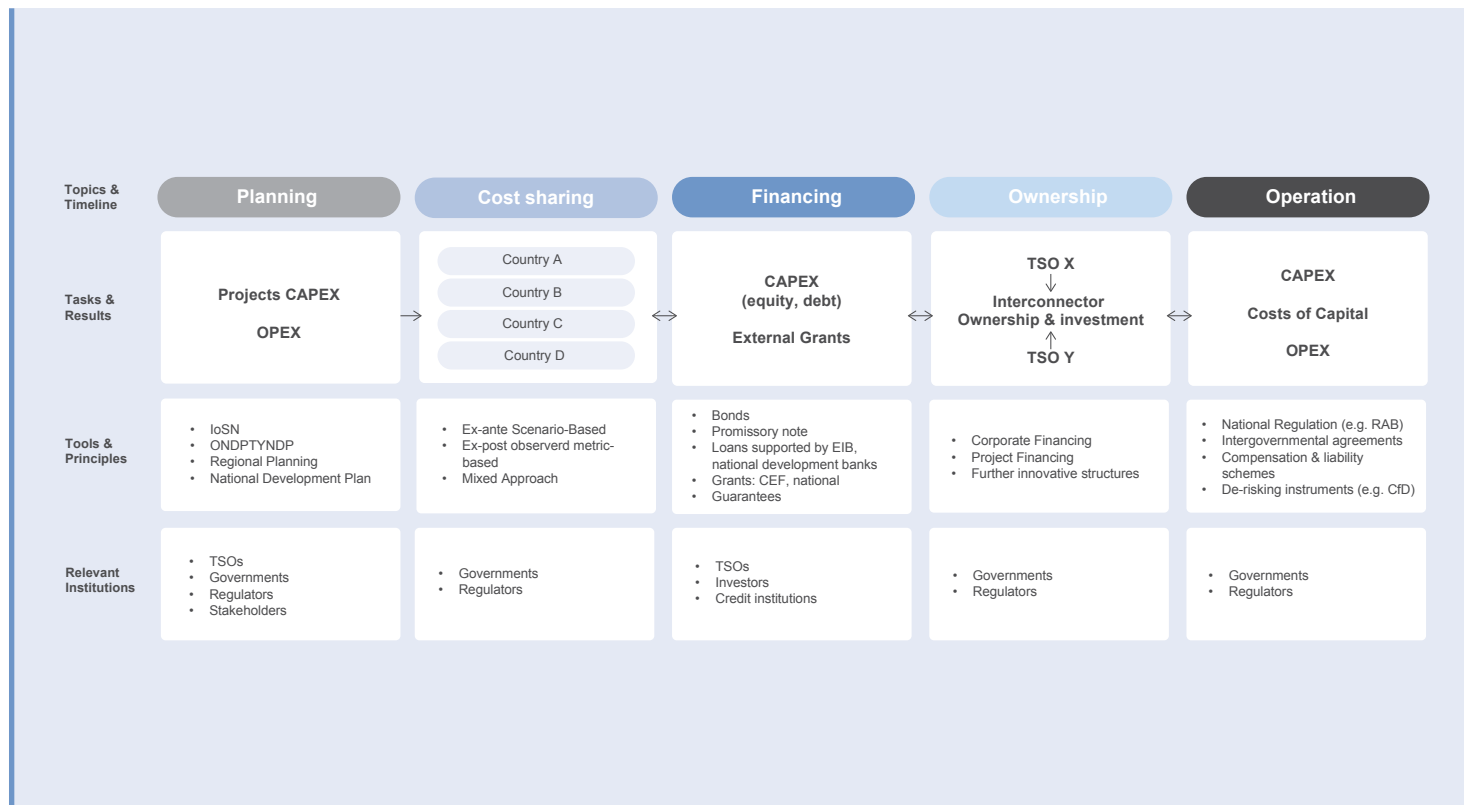 Topics &
Timeline
Planning
Cost sharing
Financing
Ownership
Operation
Tasks &
Results
Projects CAPEX
OPEX
Country A
Country B
Country C
Country D
CAPEX
(equity, debt)
External Grants
TSO X
Interconnector
Ownership & investment
TSO Y
CAPEX
Costs of Capital
OPEX
Tools &
Principles
• IoSN
• ONDPTYNDP
• Regional Planning
• National Development Plan
• Ex-ante Scenario-Based
• Ex-post observerd metric-
based
• Mixed Approach
• Bonds
• Promissory note
• Loans supported by EIB,
national development banks
• Grants: CEF, national
• Guarantees
• Corporate Financing
• Project Financing
• Further innovative structures
• National Regulation (e.g. RAB)
• Intergovernmental agreements
• Compensation & liability
schemes
• De-risking instruments (e.g. CfD)
Relevant
Institutions
• TSOs
• Governments
• Regulators
• Stakeholders
• Governments
• Regulators
• TSOs
• Investors
• Credit institutions
• Governments
• Regulators
• Governments
• Regulators